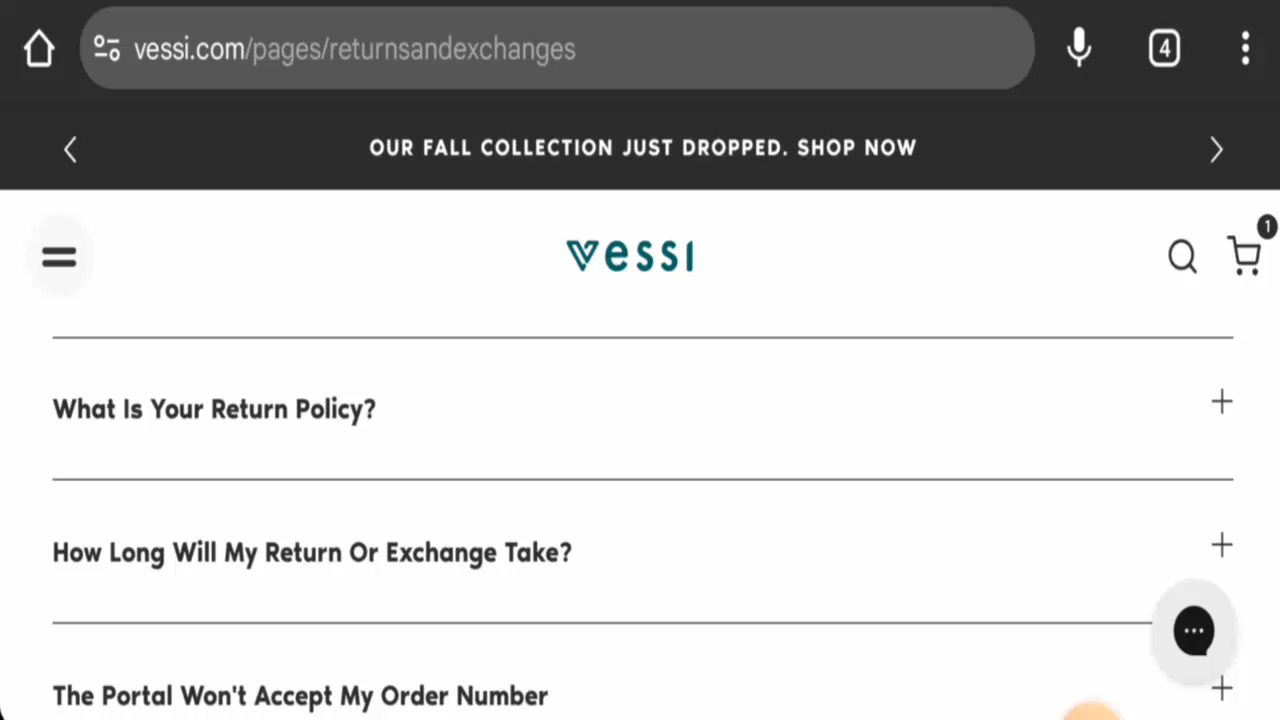 vessi.com/pages/returnsandexchanges
4
OUR FALL COLLECTION JUST DROPPED. SHOP NOW
vessi
1
What Is Your Return Policy?
How Long Will My Return Or Exchange Take?
The Portal Won't Accept My Order Number